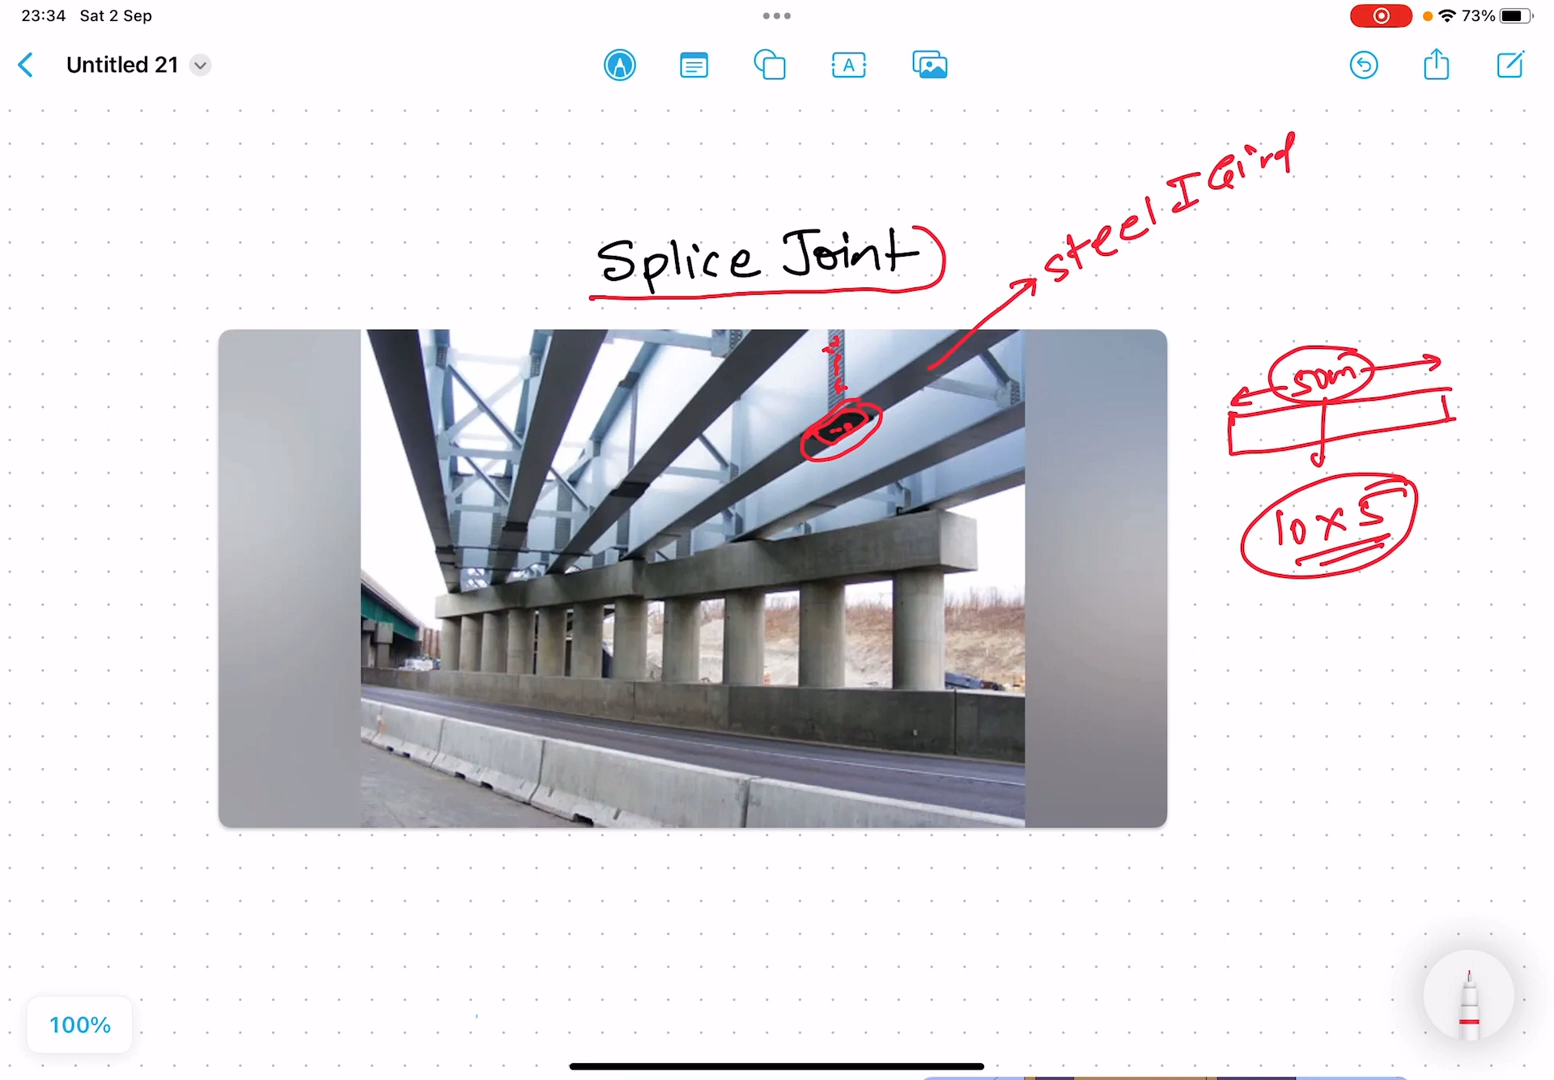 23:34 Sat 2 Sep
73%
Untitled 21
A
Splice Joint
steel I Gird
50m
10 x 5
100%